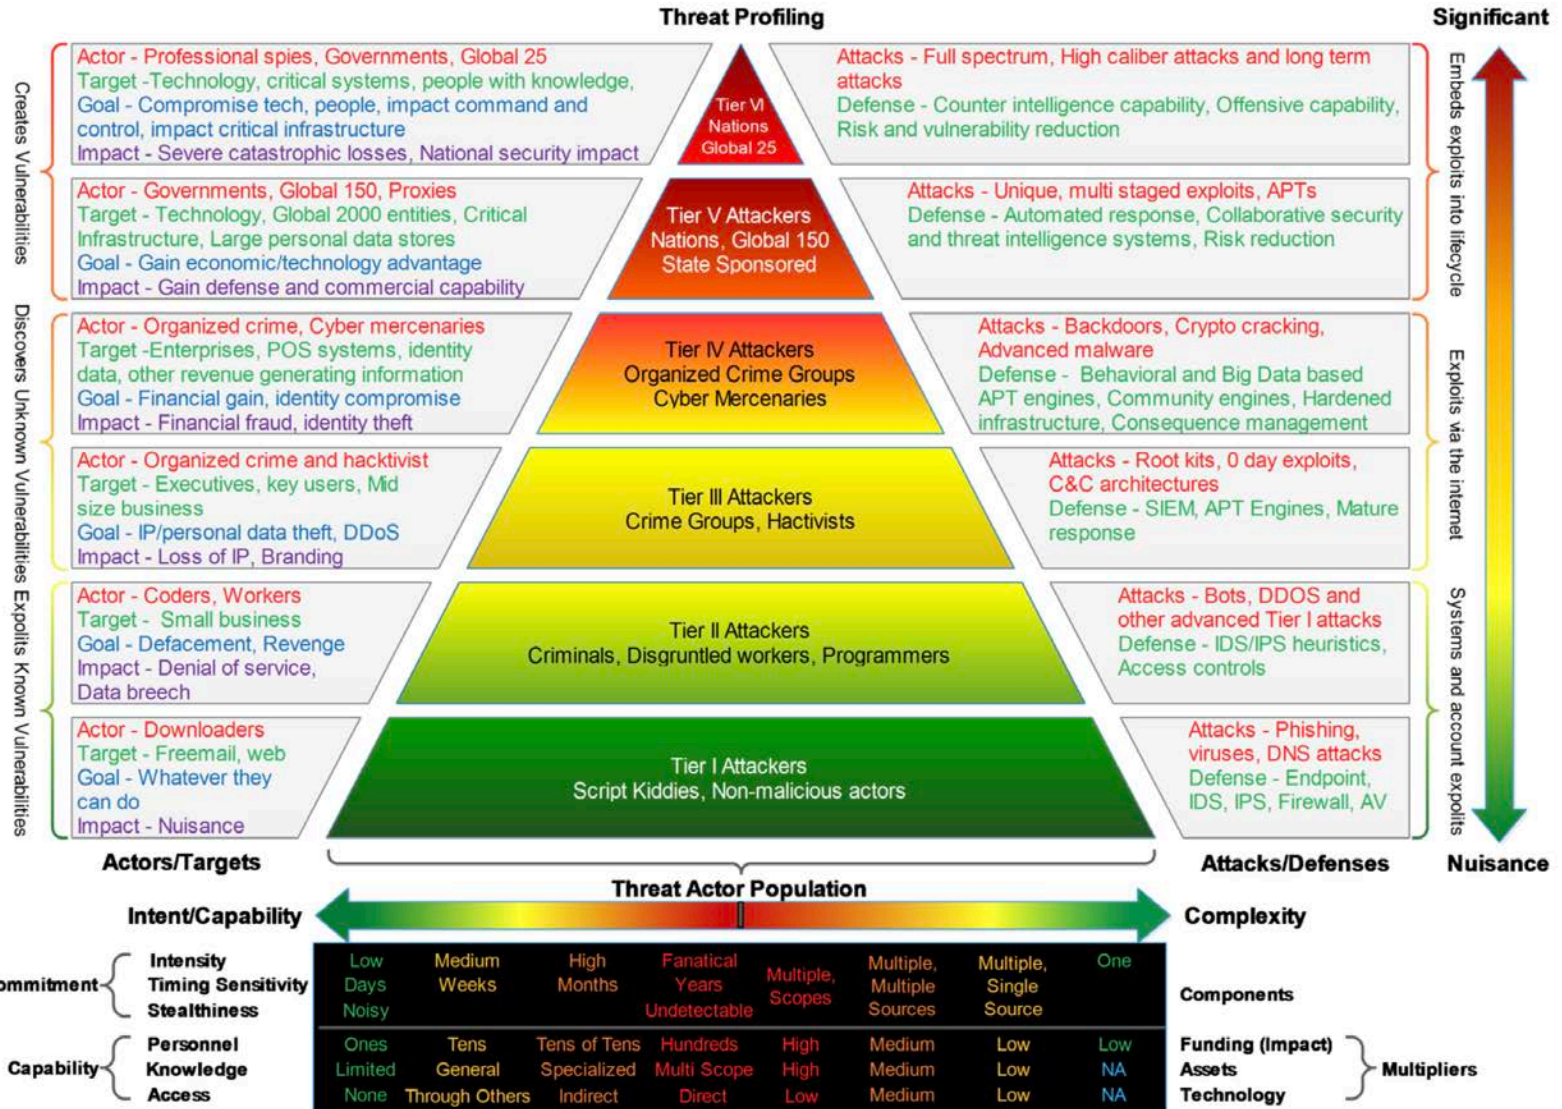 Threat Profiling
Significant
Actor - Professional spies, Governments, Global 25
Target -Technology, critical systems, people with knowledge,
Goal - Compromise tech, people, impact command and
control, impact critical infrastructure
Impact - Severe catastrophic losses, National security impact
Tier VI
Nations
Global 25
Attacks - Full spectrum, High caliber attacks and long term
attacks
Defense - Counter intelligence capability, Offensive capability,
Risk and vulnerability reduction
Creates Vulnerabilities
Embeds exploits into lifecycle
Actor - Governments, Global 150, Proxies
Target - Technology, Global 2000 entities, Critical
Infrastructure, Large personal data stores
Goal - Gain economic/technology advantage
Impact - Gain defense and commercial capability
Tier V Attackers
Nations, Global 150
State Sponsored
Attacks - Unique, multi staged exploits, APTs
Defense - Automated response, Collaborative security
and threat intelligence systems, Risk reduction
Actor - Organized crime, Cyber mercenaries
Target -Enterprises, POS systems, identity
data, other revenue generating information
Goal - Financial gain, identity compromise
Impact - Financial fraud, identity theft
Tier IV Attackers
Organized Crime Groups
Cyber Mercenaries
Attacks - Backdoors, Crypto cracking,
Advanced malware
Defense - Behavioral and Big Data based
APT engines, Community engines, Hardened
infrastructure, Consequence management
Discovers Unknown Vulnerabilities
Exploits via the internet
Actor - Organized crime and hacktivist
Target - Executives, key users, Mid
size business
Goal - IP/personal data theft, DDoS
Impact - Loss of IP, Branding
Tier III Attackers
Crime Groups, Hactivists
Attacks - Root kits, 0 day exploits,
C&C architectures
Defense - SIEM, APT Engines, Mature
response
Actor - Coders, Workers
Target - Small business
Goal - Defacement, Revenge
Impact - Denial of service,
Data breech
Tier II Attackers
Criminals, Disgruntled workers, Programmers
Attacks - Bots, DDOS and
other advanced Tier I attacks
Defense - IDS/IPS heuristics,
Access controls
Expolits Known Vulnerabilities
Systems and account expolits
Actor - Downloaders
Target - Freemail, web
Goal - Whatever they
can do
Impact - Nuisance
Tier I Attackers
Script Kiddies, Non-malicious actors
Attacks - Phishing,
viruses, DNS attacks
Defense - Endpoint,
IDS, IPS, Firewall, AV
Actors/Targets
Attacks/Defenses
Nuisance
Threat Actor Population
Intent/Capability
Complexity
ommitment
Intensity Low Medium High Fanatical Multiple, Scopes Multiple, Multiple Sources Multiple, Single Source One
Timing Sensitivity Days Weeks Months Years
Stealthiness Noisy Undetectable
Components
Capability
Personnel Ones Tens Tens of Tens Hundreds High Medium Low Low Funding (Impact)
Knowledge Limited General Specialized Multi Scope High Medium Low NA Assets
Access None Through Others Indirect Direct Low Medium Low NA Technology
Multipliers